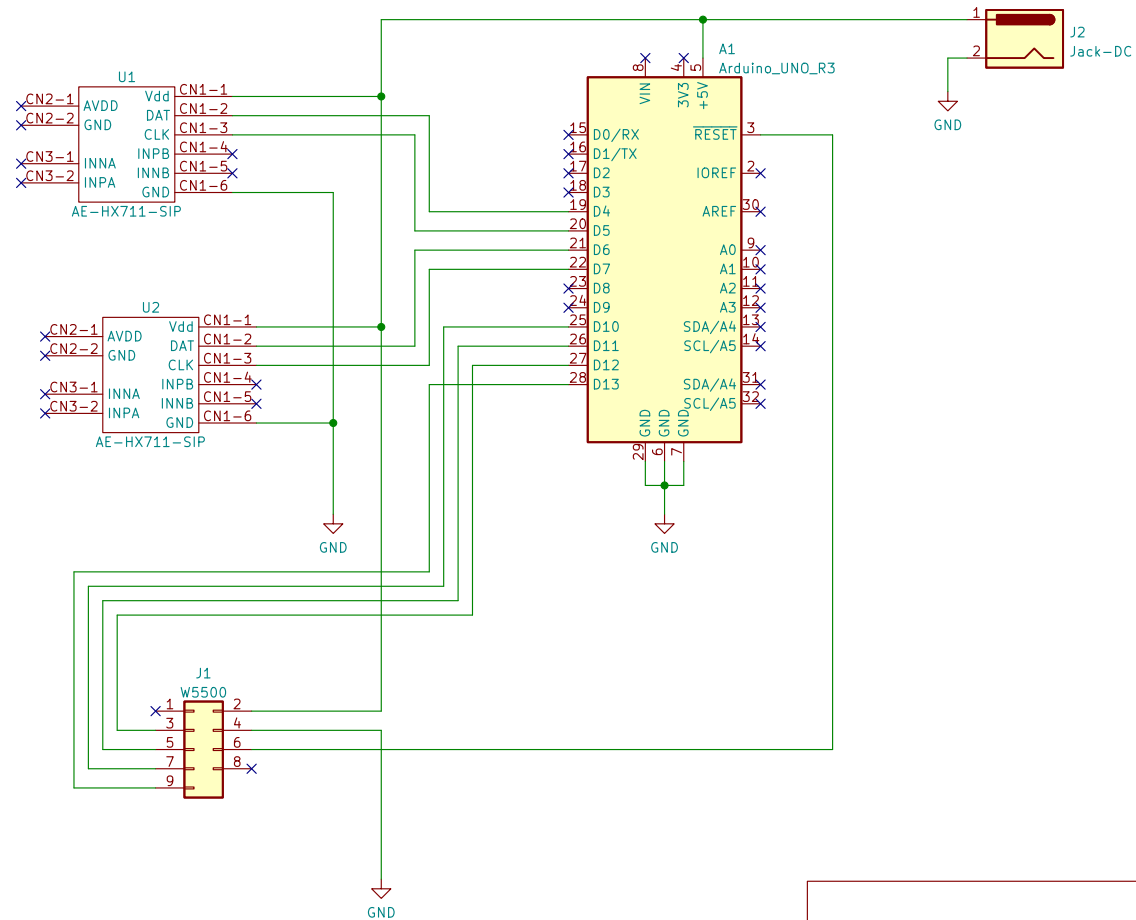 1
J2
2
Jack-DC
GND
A1
Arduino_UNO_R3
8
4
5
VIN
3V3
+5V
15
D0/RX
16
D1/TX
17
D2
18
D3
19
D4
20
D5
21
D6
22
D7
23
D8
24
D9
25
D10
26
D11
27
D12
28
D13
RESET
3
IOREF
2
AREF
30
A0
9
A1
10
A2
11
A3
12
SDA/A4
13
SCL/A5
14
SDA/A4
31
SCL/A5
32
GND
GND
GND
29
6
7
GND
U1
CN2-1
AVDD
CN2-2
GND
CN3-1
INNA
CN3-2
INPA
Vdd
CN1-1
DAT
CN1-2
CLK
CN1-3
INPB
CN1-4
INNB
CN1-5
GND
CN1-6
AE-HX711-SIP
U2
CN2-1
AVDD
CN2-2
GND
CN3-1
INNA
CN3-2
INPA
Vdd
CN1-1
DAT
CN1-2
CLK
CN1-3
INPB
CN1-4
INNB
CN1-5
GND
CN1-6
AE-HX711-SIP
GND
J1
W5500
1
2
3
4
5
6
7
8
9
GND